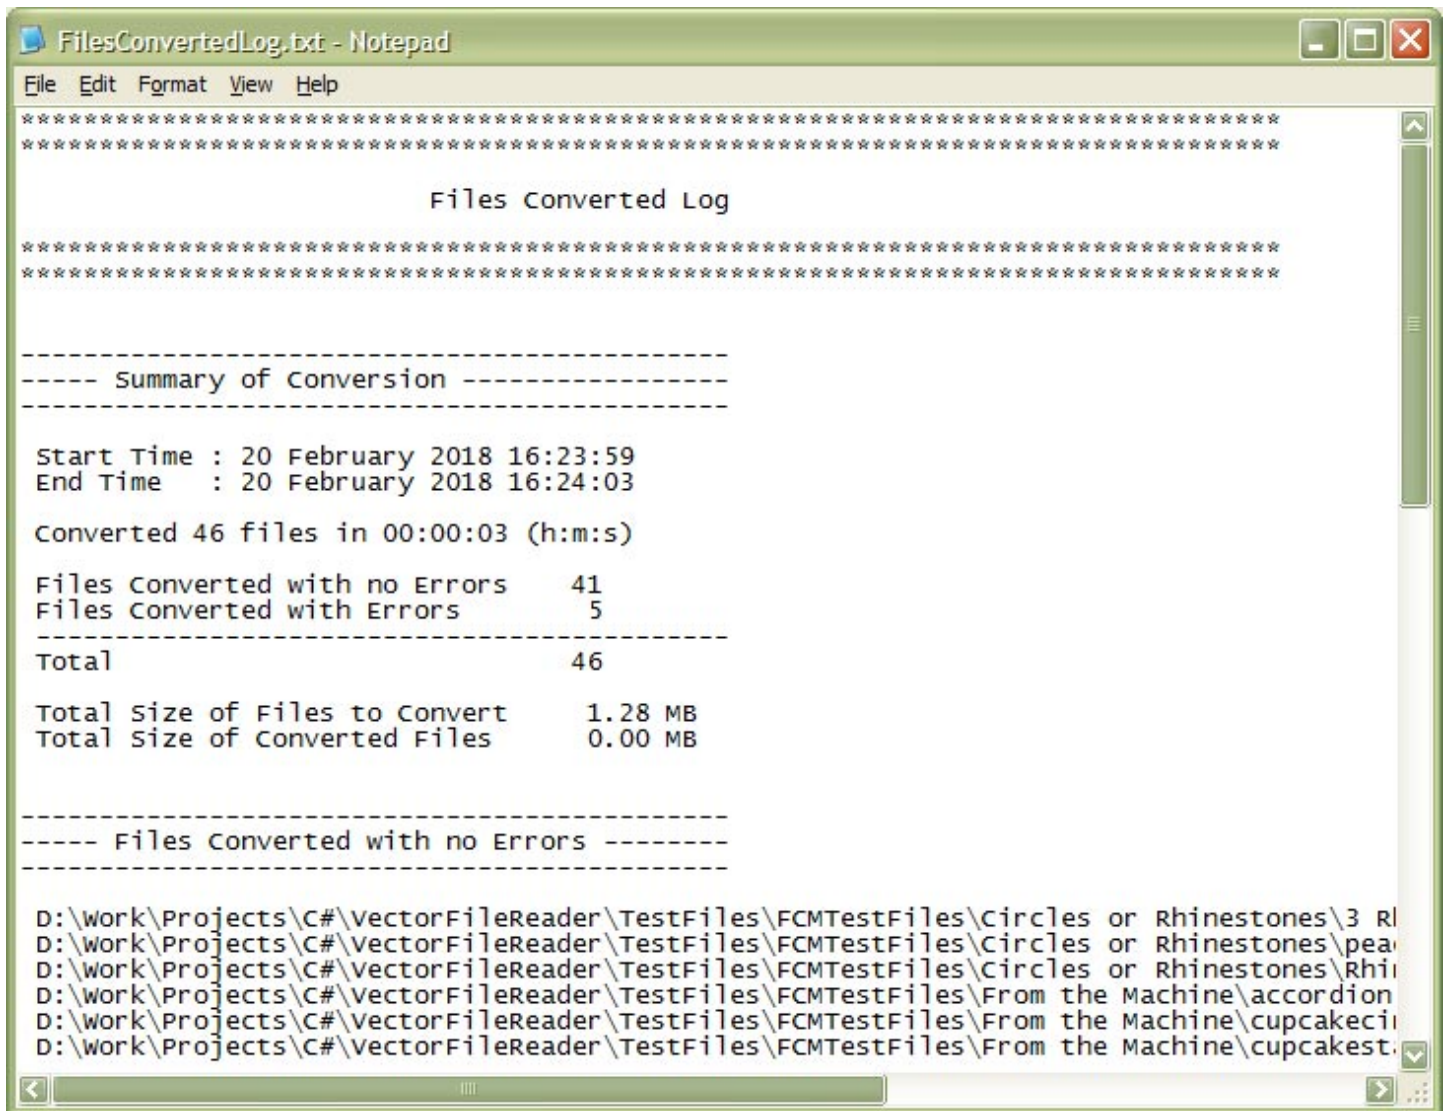 FilesConvertedLog.txt - Notepad
File Edit Format View Help
********************************************************************************
********************************************************************************
Files Converted Log
********************************************************************************
********************************************************************************
---------------------------------------------
----- Summary of Conversion -----------------
---------------------------------------------
Start Time : 20 February 2018 16:23:59
End Time   : 20 February 2018 16:24:03
Converted 46 files in 00:00:03 (h:m:s)
Files Converted with no Errors    41
Files Converted with Errors        5
--------------------------------------------
Total                             46
Total Size of Files to Convert     1.28 MB
Total Size of Converted Files      0.00 MB
---------------------------------------------
----- Files Converted with no Errors --------
---------------------------------------------
D:\Work\Projects\C#\VectorFileReader\TestFiles\FCMTestFiles\Circles or Rhinestones\3
D:\Work\Projects\C#\VectorFileReader\TestFiles\FCMTestFiles\Circles or Rhinestones\
D:\Work\Projects\C#\VectorFileReader\TestFiles\FCMTestFiles\Circles or Rhinestones\
D:\Work\Projects\C#\VectorFileReader\TestFiles\FCMTestFiles\From the Machine\accordion
D:\Work\Projects\C#\VectorFileReader\TestFiles\FCMTestFiles\From the Machine\
D:\Work\Projects\C#\VectorFileReader\TestFiles\FCMTestFiles\From the Machine\